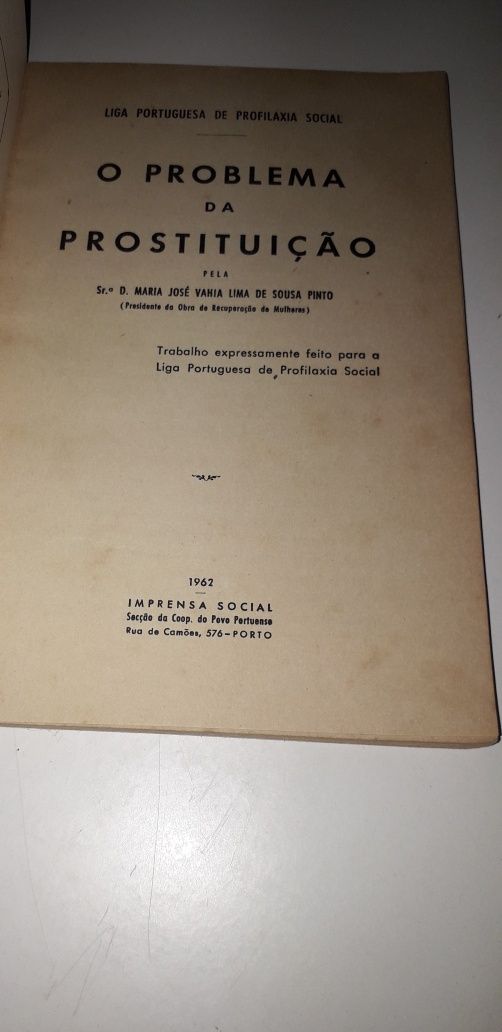 LIGA PORTUGUESA DE PROFILAXIA SOCIAL
O PROBLEMA
DA
PROSTITUIÇÃO
PELA
Sr.ª D. MARIA JOSÉ VAHIA LIMA DE SOUSA PINTO
(Presidente da Obra de Recuperação de Mulheres)
Trabalho expressamente feito para a
Liga Portuguesa de Profilaxia Social
1962
IMPRENSA SOCIAL
Secção da Coop. do Povo Portuense
Rua de Camões, 576-PORTO